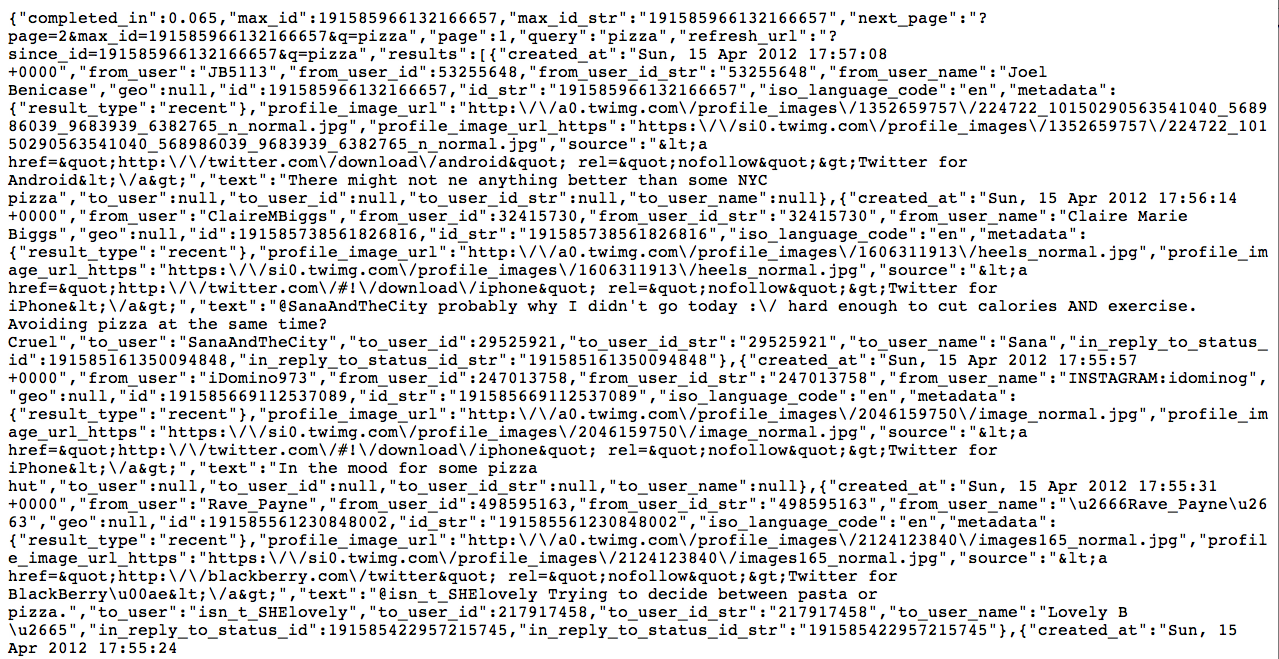 {"completed_in":0.065,"max_id":191585966132166657,"max_id_str":"191585966132166657","next_page":"?
page=2&max_id=191585966132166657&q=pizza","page":1,"query":"pizza","refresh_url":"?
since_id=191585966132166657&q=pizza","results":[{"created_at":"Sun, 15 Apr 2012 17:57:08
+0000","from_user":"JB5113","from_user_id":53255648,"from_user_id_str":"53255648","from_user_name":"Joel
Benicase","geo":null,"id":191585966132166657,"id_str":"191585966132166657","iso_language_code":"en","metadata":
{"result_type":"recent"},"profile_image_url":"http:\/\/a0.twimg.com\/profile_images\/1352659757\/224722_10150290563541040_5689
86039_9683939_6382765_n_normal.jpg","profile_image_url_https":"https:\/\/si0.twimg.com\/profile_images\/1352659757\/224722_101
50290563541040_568986039_9683939_6382765_n_normal.jpg","source":"&lt;a
href=&quot;http:\/\/twitter.com\/download\/android&quot; rel=&quot;nofollow&quot;&gt;Twitter for
Android&lt;\/a&gt;","text":"There might not ne anything better than some NYC
pizza","to_user":null,"to_user_id":null,"to_user_id_str":null,"to_user_name":null},{"created_at":"Sun, 15 Apr 2012 17:56:14
+0000","from_user":"ClaireMBiggs","from_user_id":32415730,"from_user_id_str":"32415730","from_user_name":"Claire Marie
Biggs","geo":null,"id":191585738561826816,"id_str":"191585738561826816","iso_language_code":"en","metadata":
{"result_type":"recent"},"profile_image_url":"http:\/\/a0.twimg.com\/profile_images\/1606311913\/heels_normal.jpg","profile_im
age_url_https":"https:\/\/si0.twimg.com\/profile_images\/1606311913\/heels_normal.jpg","source":"&lt;a
href=&quot;http:\/\/twitter.com\/#!\/download\/iphone&quot; rel=&quot;nofollow&quot;&gt;Twitter for
iPhone&lt;\/a&gt;","text":"@SanaAndTheCity probably why I didn't go today :\/ hard enough to cut calories AND exercise.
Avoiding pizza at the same time?
Cruel","to_user":"SanaAndTheCity","to_user_id":29525921,"to_user_id_str":"29525921","to_user_name":"Sana","in_reply_to_status_
id":191585161350094848,"in_reply_to_status_id_str":"191585161350094848"},{"created_at":"Sun, 15 Apr 2012 17:55:57
+0000","from_user":"iDomino973","from_user_id":247013758,"from_user_id_str":"247013758","from_user_name":"INSTAGRAM:idominog",
"geo":null,"id":191585669112537089,"id_str":"191585669112537089","iso_language_code":"en","metadata":
{"result_type":"recent"},"profile_image_url":"http:\/\/a0.twimg.com\/profile_images\/2046159750\/image_normal.jpg","profile_im
age_url_https":"https:\/\/si0.twimg.com\/profile_images\/2046159750\/image_normal.jpg","source":"&lt;a
href=&quot;http:\/\/twitter.com\/#!\/download\/iphone&quot; rel=&quot;nofollow&quot;&gt;Twitter for
iPhone&lt;\/a&gt;","text":"In the mood for some pizza
hut","to_user":null,"to_user_id":null,"to_user_id_str":null,"to_user_name":null},{"created_at":"Sun, 15 Apr 2012 17:55:31
+0000","from_user":"Rave_Payne","from_user_id":498595163,"from_user_id_str":"498595163","from_user_name":"\u2666Rave_Payne\u26
63","geo":null,"id":191585561230848002,"id_str":"191585561230848002","iso_language_code":"en","metadata":
{"result_type":"recent"},"profile_image_url":"http:\/\/a0.twimg.com\/profile_images\/2124123840\/images165_normal.jpg","profil
e_image_url_https":"https:\/\/si0.twimg.com\/profile_images\/2124123840\/images165_normal.jpg","source":"&lt;a
href=&quot;http:\/\/blackberry.com\/twitter&quot; rel=&quot;nofollow&quot;&gt;Twitter for
BlackBerry\u00ae&lt;\/a&gt;","text":"@isn_t_SHElovely Trying to decide between pasta or
pizza.","to_user":"isn_t_SHElovely","to_user_id":217917458,"to_user_id_str":"217917458","to_user_name":"Lovely B
\u2665","in_reply_to_status_id":191585422957215745,"in_reply_to_status_id_str":"191585422957215745"},{"created_at":"Sun, 15
Apr 2012 17:55:24